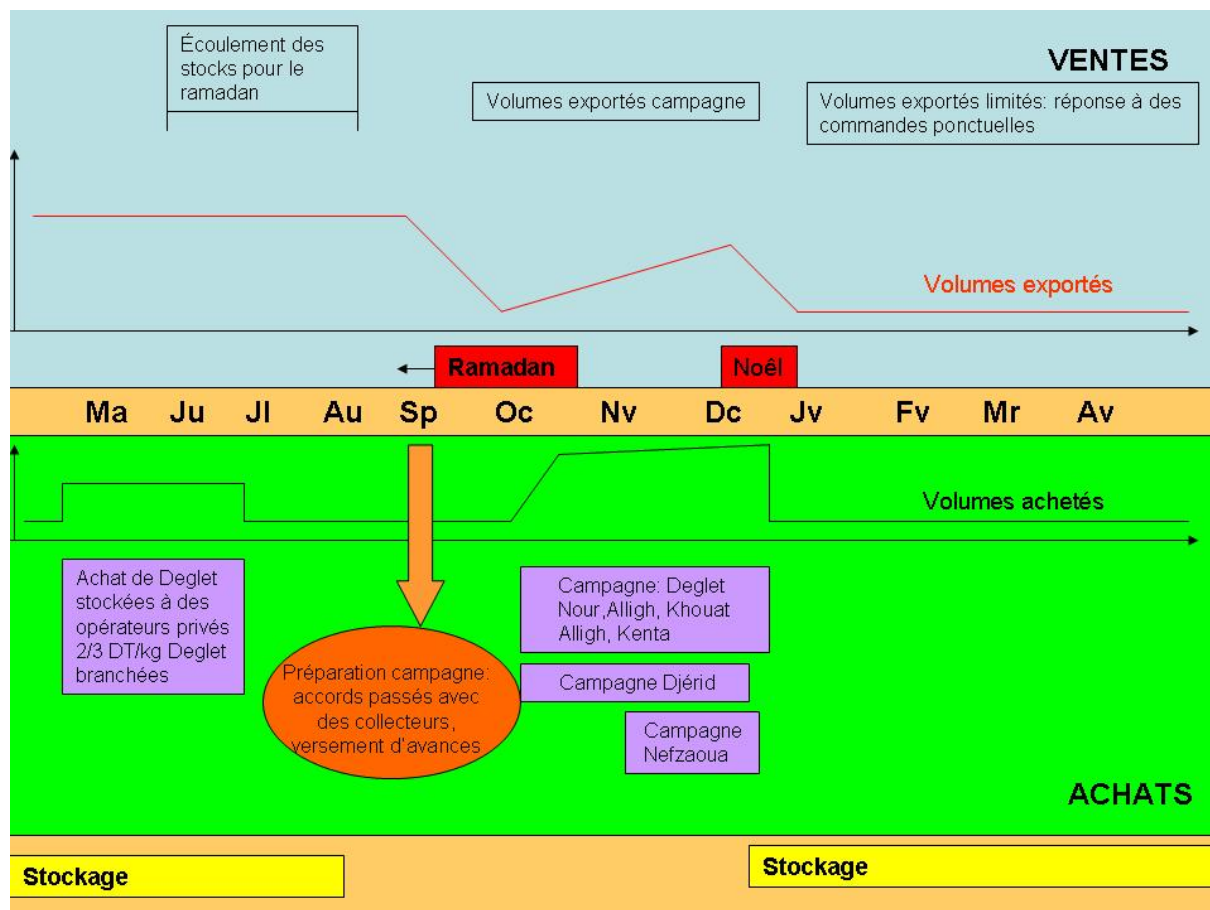 Écoulement des
stocks pour le
ramadan
VENTES
Volumes exportés campagne
Volumes exportés limités: réponse à des
commandes ponctuelles
Volumes exportés
Ramadan
Noêl
Ma Ju Jl Au Sp Oc Nv Dc Jv Fv Mr Av
Volumes achetés
Achat de Deglet
stockées à des
opérateurs privés
2/3 DT/kg Deglet
branchées
Campagne: Deglet
Nour,Alligh, Khouat
Alligh, Kenta
Préparation campagne:
accords passés avec
des collecteurs,
versement d'avances
Campagne Djérid
Campagne
Nefzaoua
ACHATS
Stockage
Stockage